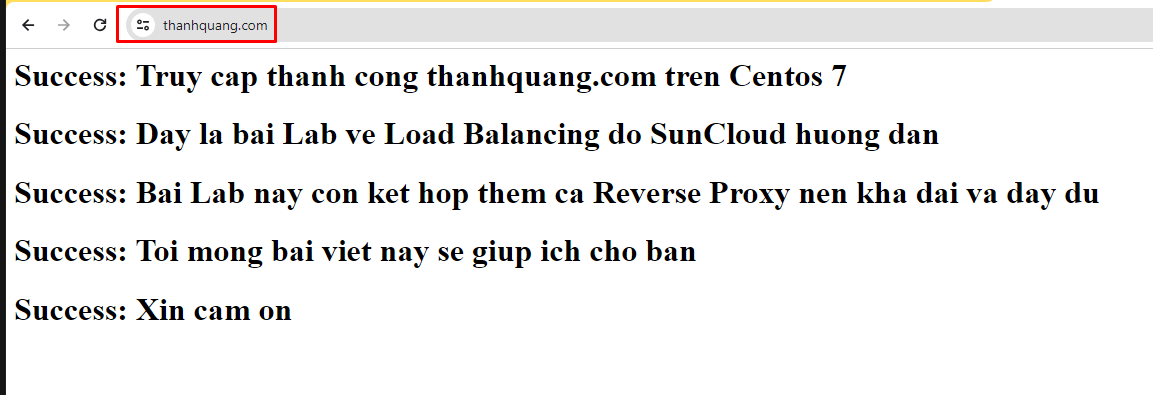 thanhquang.com
Success: Truy cap thanh cong thanhquang.com tren Centos 7
Success: Day la bai Lab ve Load Balancing do SunCloud huong dan
Success: Bai Lab nay con ket hop them ca Reverse Proxy nen kha dai va day du
Success: Toi mong bai viet nay se giup ich cho ban
Success: Xin cam on